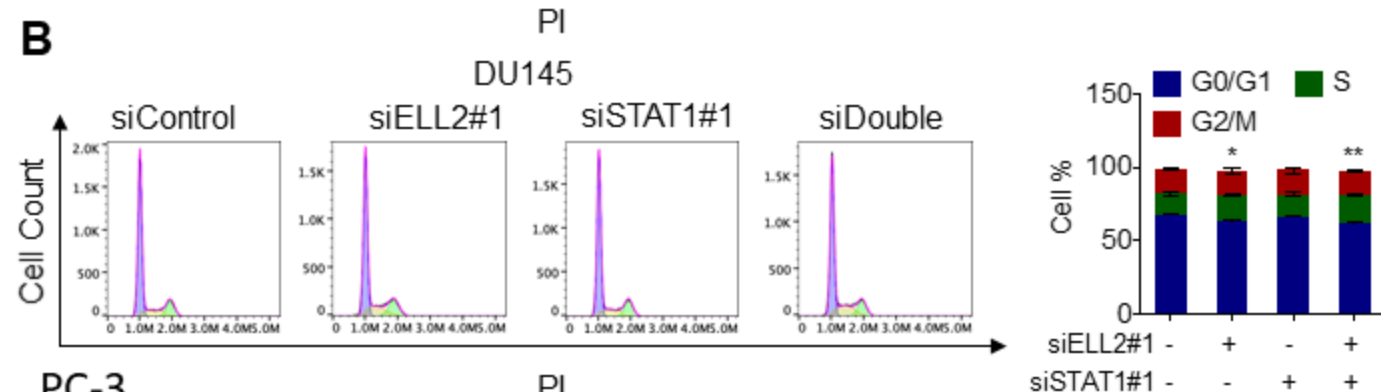 PI
B
DU145
siControl siELL2#1 siSTAT1#1 siDouble
Cell Count
2.0K
1.5K
1.0K
500
0
0 1.0M 2.0M 3.0M 4.0M 5.0M
1.5K
1.0K
500
0
0 1.0M 2.0M 3.0M 4.0M 5.0M
1.5K
1.0K
500
0
0 1.0M 2.0M 3.0M 4.0M 5.0M
1.5K
1.0K
500
0
0 1.0M 2.0M 3.0M 4.0M 5.0M
G0/G1 S
G2/M
Cell %
150
100
50
0
* **
siELL2#1 - + - +
siSTAT1#1 - - + +
PC-3 PI